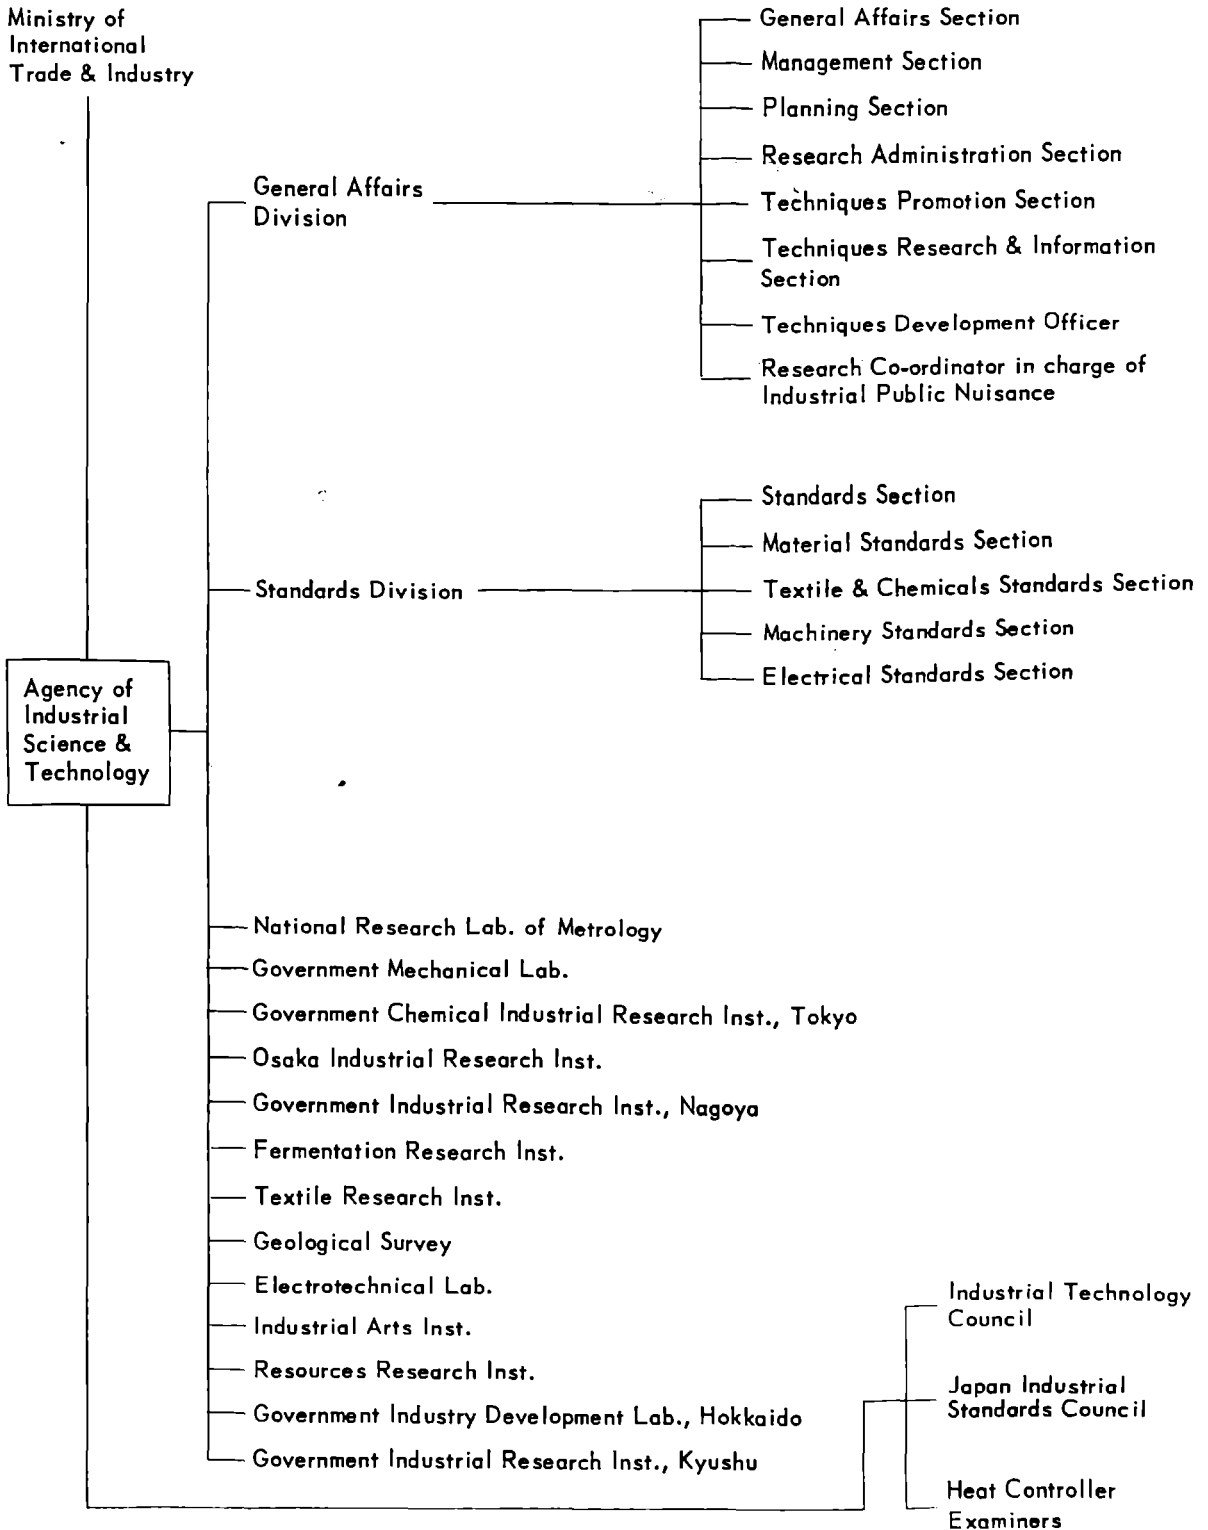 Ministry of
International
Trade & Industry
General Affairs Section
Management Section
Planning Section
Research Administration Section
General Affairs
Division
Techniques Promotion Section
Techniques Research & Information
Section
Techniques Development Officer
Research Co-ordinator in charge of
Industrial Public Nuisance
Standards Section
Material Standards Section
Standards Division
Textile & Chemicals Standards Section
Machinery Standards Section
Electrical Standards Section
Agency of
Industrial
Science &
Technology
National Research Lab. of Metrology
Government Mechanical Lab.
Government Chemical Industrial Research Inst., Tokyo
Osaka Industrial Research Inst.
Government Industrial Research Inst., Nagoya
Fermentation Research Inst.
Textile Research Inst.
Geological Survey
Electrotechnical Lab.
Industrial Arts Inst.
Resources Research Inst.
Government Industry Development Lab., Hokkaido
Government Industrial Research Inst., Kyushu
Industrial Technology
Council
Japan Industrial
Standards Council
Heat Controller
Examiners